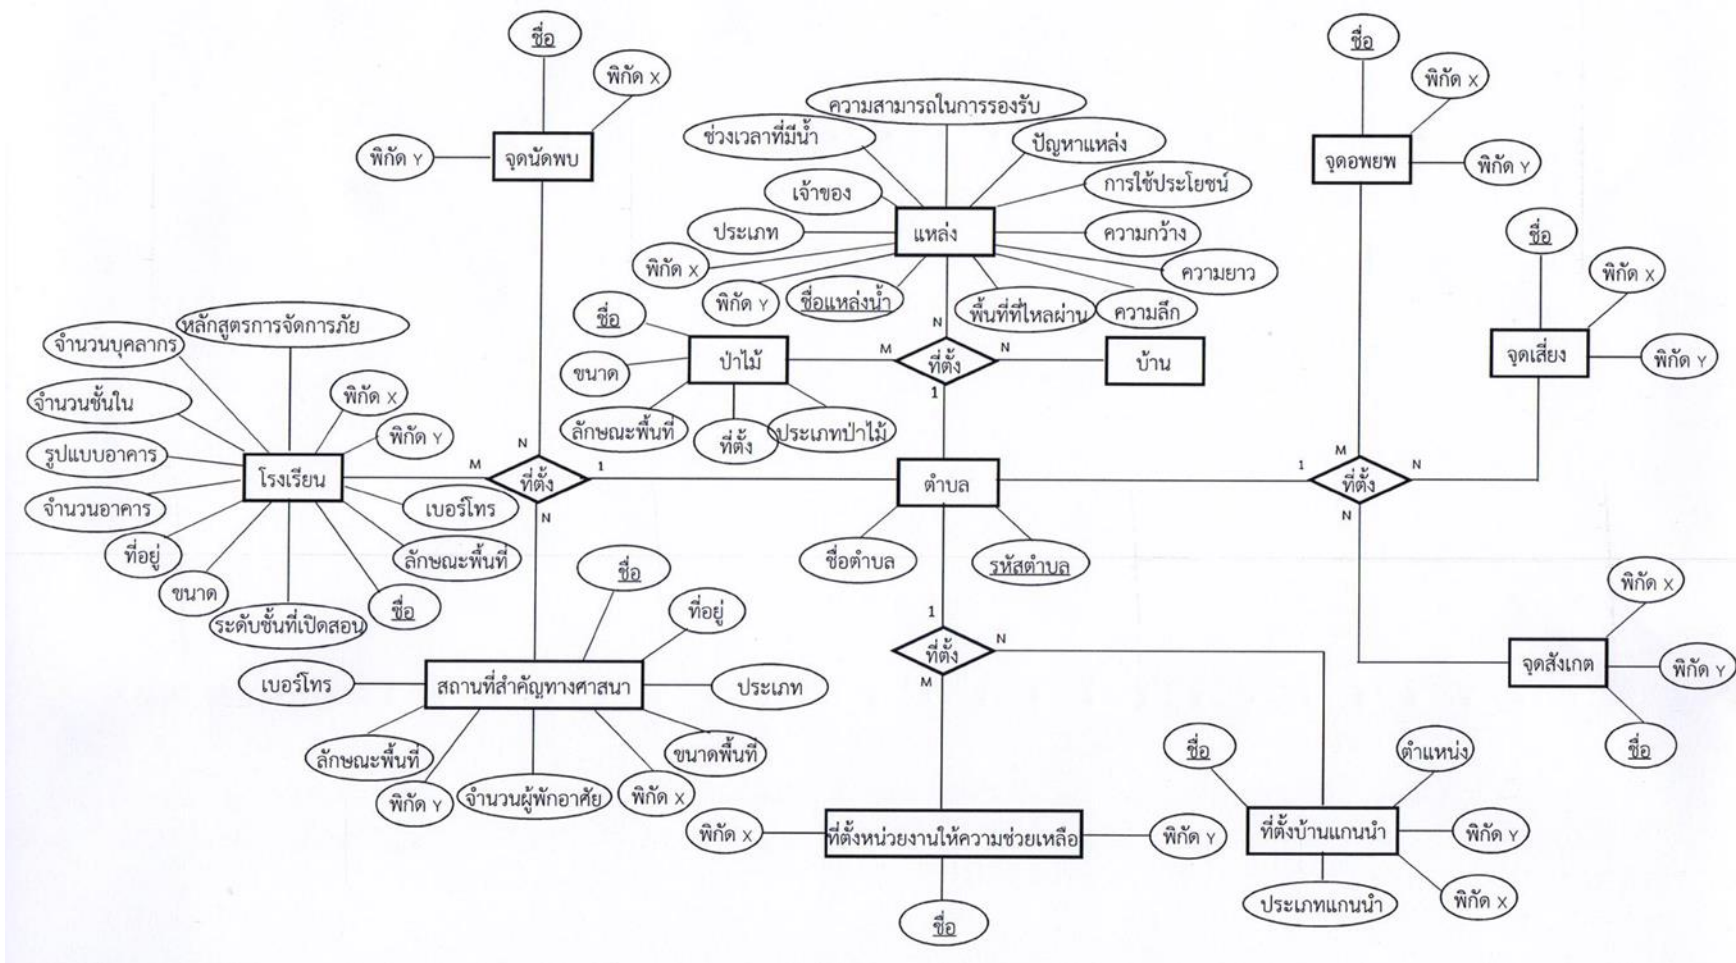 ชื่อ
พิกัด X
พิกัด Y
จุดนัดพบ
ความสามารถในการรองรับ
ช่วงเวลาที่มีน้ำ
ปัญหาแหล่ง
เจ้าของ
การใช้ประโยชน์
ประเภท
แหล่ง
ความกว้าง
พิกัด X
ความยาว
พิกัด Y
ชื่อแหล่งน้ำ
พื้นที่ที่ไหลผ่าน
ความลึก
ชื่อ
พิกัด X
จุดอพยพ
พิกัด Y
ชื่อ
พิกัด X
จุดเสี่ยง
พิกัด Y
ชื่อ
ป่าไม้
ขนาด
ลักษณะพื้นที่
ที่ตั้ง
ประเภทป่าไม้
M
N
ที่ตั้ง
N
1
บ้าน
หลักสูตรการจัดการภัย
จำนวนบุคลากร
พิกัด X
จำนวนชั้นใน
พิกัด Y
รูปแบบอาคาร
โรงเรียน
จำนวนอาคาร
เบอร์โทร
ที่อยู่
ลักษณะพื้นที่
ขนาด
ชื่อ
ระดับชั้นที่เปิดสอน
N
M
ที่ตั้ง
1
N
ตำบล
ชื่อตำบล
รหัสตำบล
M
1
ที่ตั้ง
N
N
พิกัด X
จุดสังเกต
พิกัด Y
ชื่อ
ชื่อ
ที่อยู่
เบอร์โทร
สถานที่สำคัญทางศาสนา
ประเภท
ลักษณะพื้นที่
ขนาดพื้นที่
พิกัด Y
จำนวนผู้พักอาศัย
พิกัด X
1
ที่ตั้ง
N
M
พิกัด X
ที่ตั้งหน่วยงานให้ความช่วยเหลือ
พิกัด Y
ชื่อ
ชื่อ
ตำแหน่ง
ที่ตั้งบ้านแกนนำ
พิกัด Y
ประเภทแกนนำ
พิกัด X